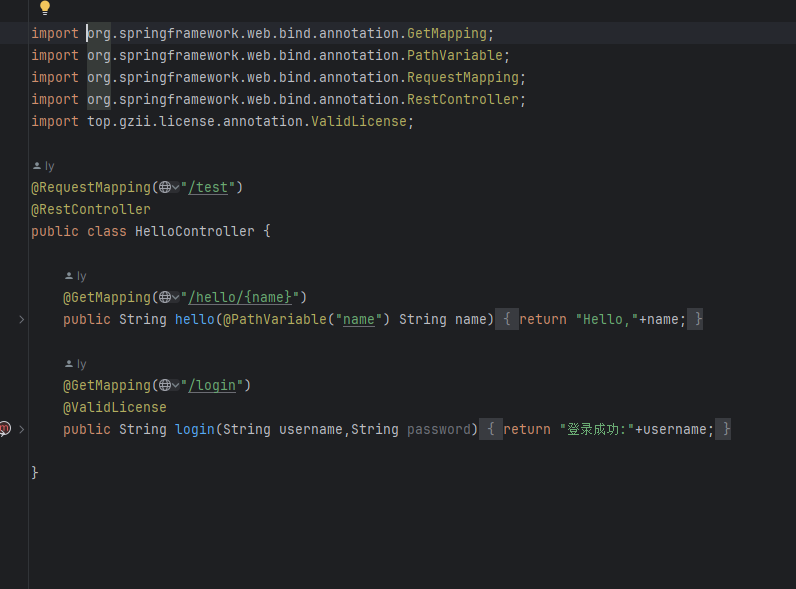 import org.springframework.web.bind.annotation.GetMapping;
import org.springframework.web.bind.annotation.PathVariable;
import org.springframework.web.bind.annotation.RequestMapping;
import org.springframework.web.bind.annotation.RestController;
import top.gzii.license.annotation.ValidLicense;
ly
@RequestMapping("/test")
@RestController
public class HelloController {
ly
@GetMapping("/hello/{name}")
public String hello(@PathVariable("name") String name) { return "Hello,"+name; }
ly
@GetMapping("/login")
@ValidLicense
public String login(String username,String password) { return "登录成功:"+username; }
}